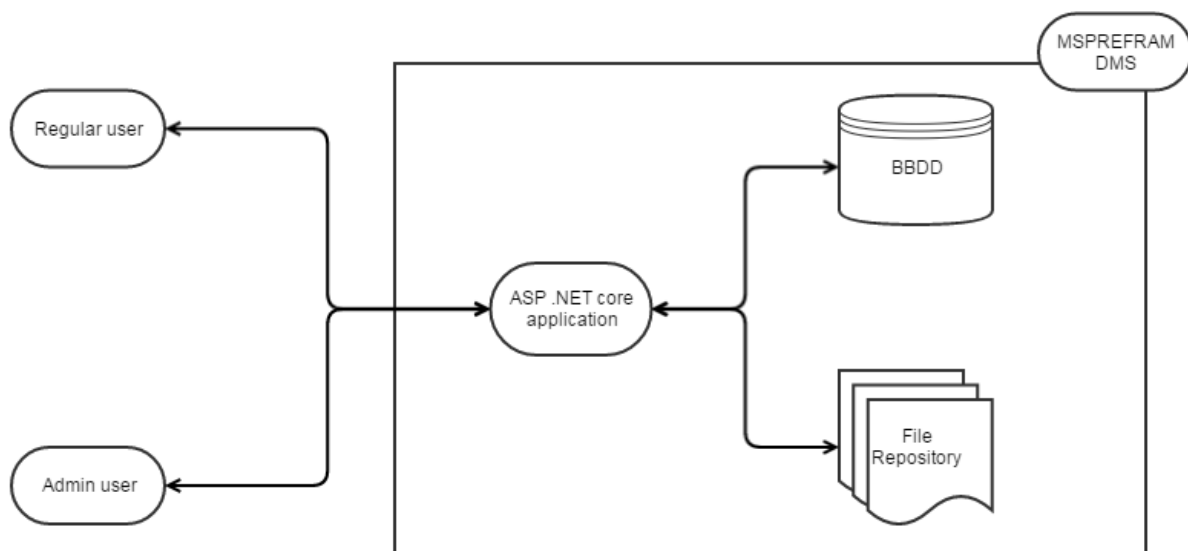 MSPREFRAM
DMS
Regular user
BBDD
ASP .NET core
application
File
Repository
Admin user